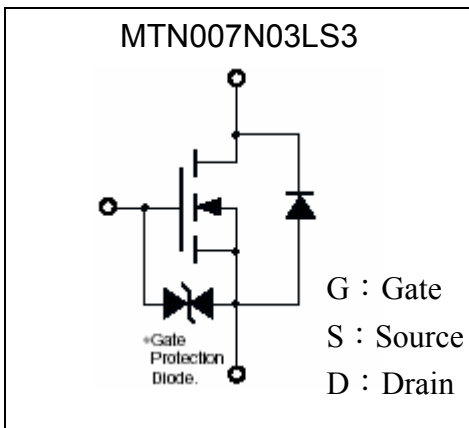 MTN007N03LS3
*Gate
Protection
Diode.
G：Gate
S：Source
D：Drain